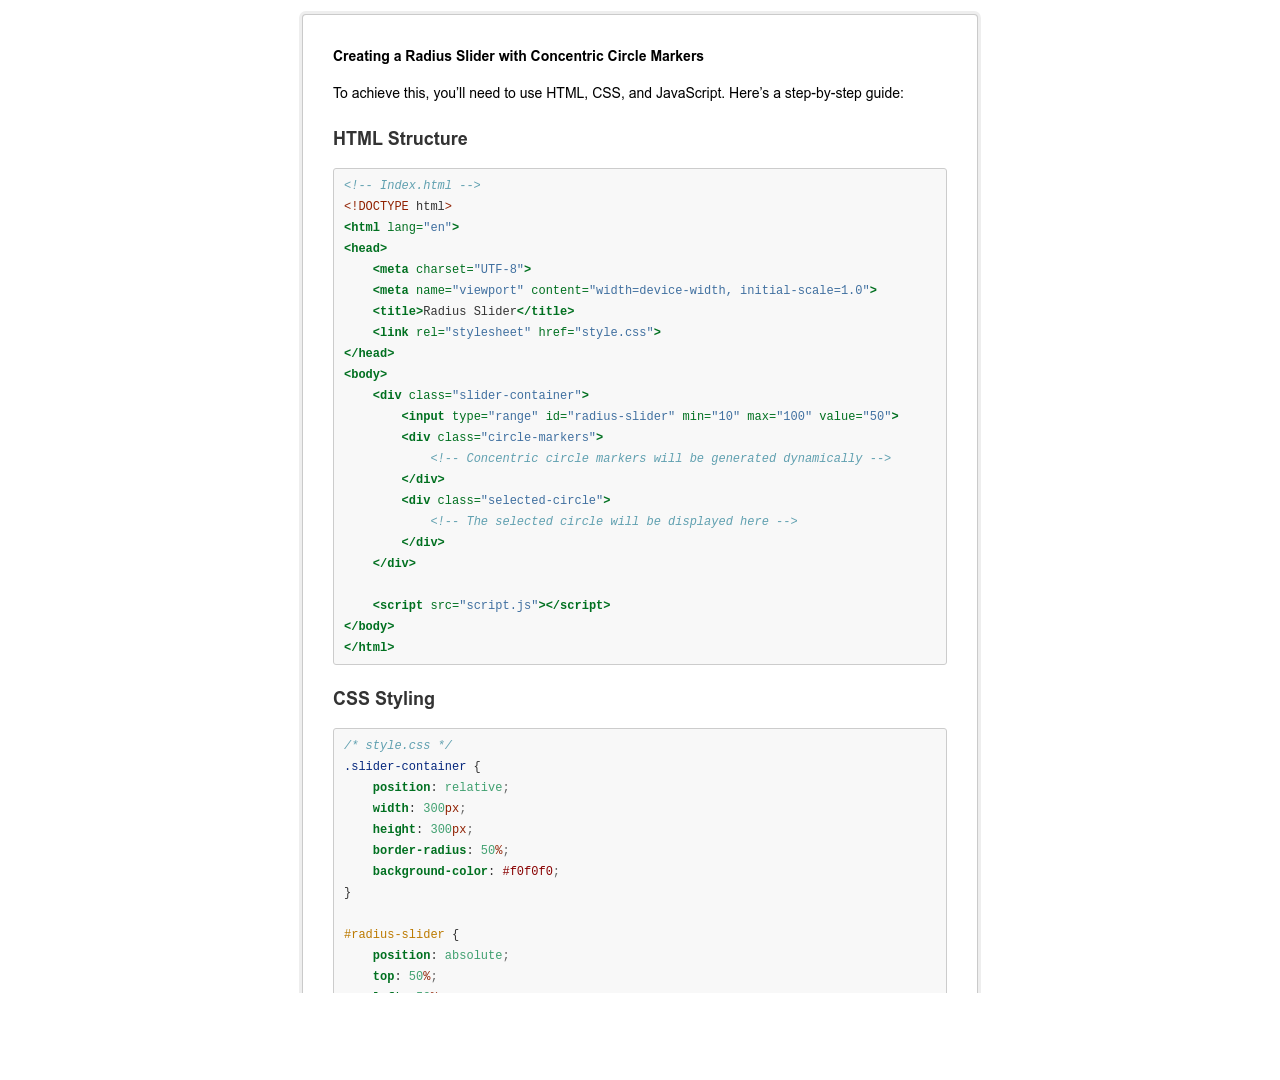 Creating a Radius Slider with Concentric Circle Markers
To achieve this, you’ll need to use HTML, CSS, and JavaScript. Here’s a step-by-step guide:
HTML Structure
<!-- Index.html -->
<!DOCTYPE html>
<html lang="en">
<head>
    <meta charset="UTF-8">
    <meta name="viewport" content="width=device-width, initial-scale=1.0">
    <title>Radius Slider</title>
    <link rel="stylesheet" href="style.css">
</head>
<body>
    <div class="slider-container">
        <input type="range" id="radius-slider" min="10" max="100" value="50">
        <div class="circle-markers">
            <!-- Concentric circle markers will be generated dynamically -->
        </div>
        <div class="selected-circle">
            <!-- The selected circle will be displayed here -->
        </div>
    </div>

    <script src="script.js"></script>
</body>
</html>
CSS Styling
/* style.css */
.slider-container {
    position: relative;
    width: 300px;
    height: 300px;
    border-radius: 50%;
    background-color: #f0f0f0;
}

#radius-slider {
    position: absolute;
    top: 50%;